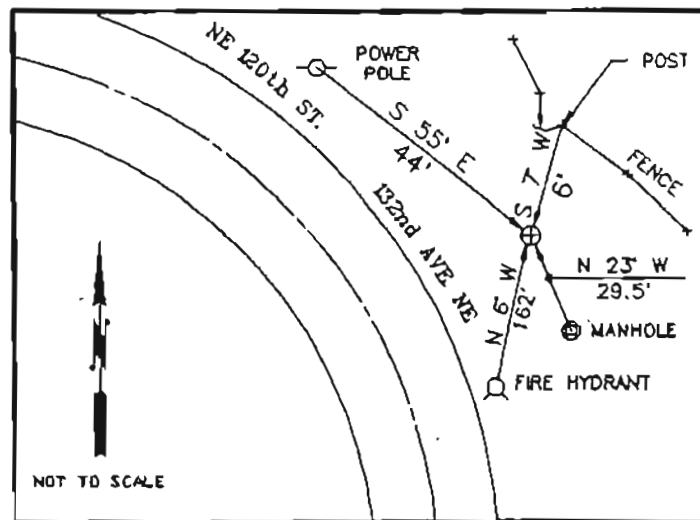 NE 120th ST.
POWER
POLE
POST
S 55' E
44'
S 7 W
6'
FENCE
132nd AVE NE
N 23' W
29.5'
N 6' W
162'
MANHOLE
FIRE HYDRANT
NOT TO SCALE